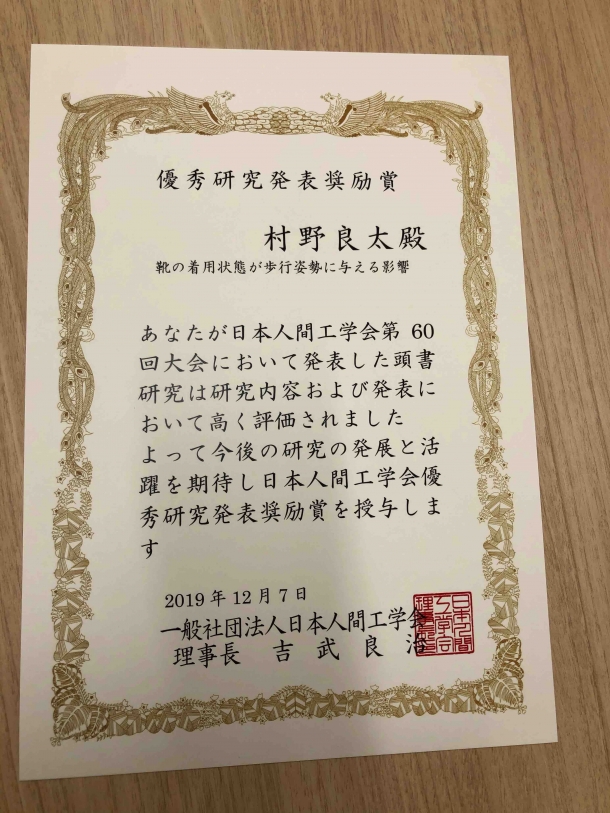 優秀研究発表奨励賞
村野良太殿
靴の着用状態が歩行姿勢に与える影響
あなたが日本人間工学会第 60
回大会において発表した頭書
研究は研究内容および発表に
おいて高く評価されました
よって今後の研究の発展と活
躍を期待し日本人間工学会優
秀研究発表奨励賞を授与しま
す
2019 年 12 月 7 日
一般社団法人日本人間工学会
理事長 吉 武 良 治